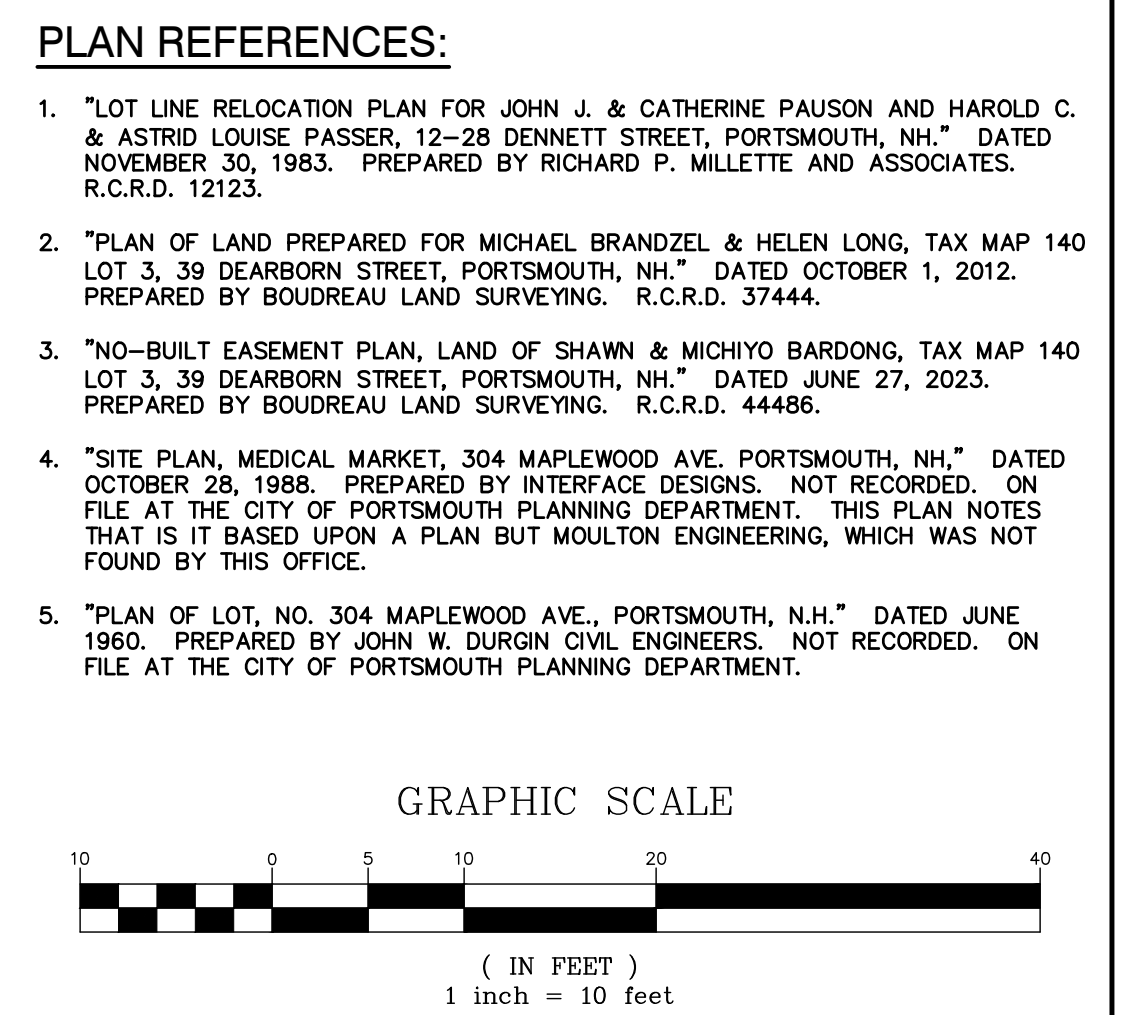 PLAN REFERENCES:
1. "LOT LINE RELOCATION PLAN FOR JOHN J. & CATHERINE PAUSON AND HAROLD C.
& ASTRID LOUISE PASSER, 12–28 DENNETT STREET, PORTSMOUTH, NH." DATED
NOVEMBER 30, 1983. PREPARED BY RICHARD P. MILLETTE AND ASSOCIATES.
R.C.R.D. 12123.
2. "PLAN OF LAND PREPARED FOR MICHAEL BRANDZEL & HELEN LONG, TAX MAP 140
LOT 3, 39 DEARBORN STREET, PORTSMOUTH, NH." DATED OCTOBER 1, 2012.
PREPARED BY BOUDREAU LAND SURVEYING. R.C.R.D. 37444.
3. "NO–BUILT EASEMENT PLAN, LAND OF SHAWN & MICHIYO BARDONG, TAX MAP 140
LOT 3, 39 DEARBORN STREET, PORTSMOUTH, NH." DATED JUNE 27, 2023.
PREPARED BY BOUDREAU LAND SURVEYING. R.C.R.D. 44486.
4. "SITE PLAN, MEDICAL MARKET, 304 MAPLEWOOD AVE. PORTSMOUTH, NH," DATED
OCTOBER 28, 1988. PREPARED BY INTERFACE DESIGNS. NOT RECORDED. ON
FILE AT THE CITY OF PORTSMOUTH PLANNING DEPARTMENT. THIS PLAN NOTES
THAT IS IT BASED UPON A PLAN BUT MOULTON ENGINEERING, WHICH WAS NOT
FOUND BY THIS OFFICE.
5. "PLAN OF LOT, NO. 304 MAPLEWOOD AVE., PORTSMOUTH, N.H." DATED JUNE
1960. PREPARED BY JOHN W. DURGIN CIVIL ENGINEERS. NOT RECORDED. ON
FILE AT THE CITY OF PORTSMOUTH PLANNING DEPARTMENT.
GRAPHIC SCALE
10 0 5 10 20 40
( IN FEET )
1 inch = 10 feet